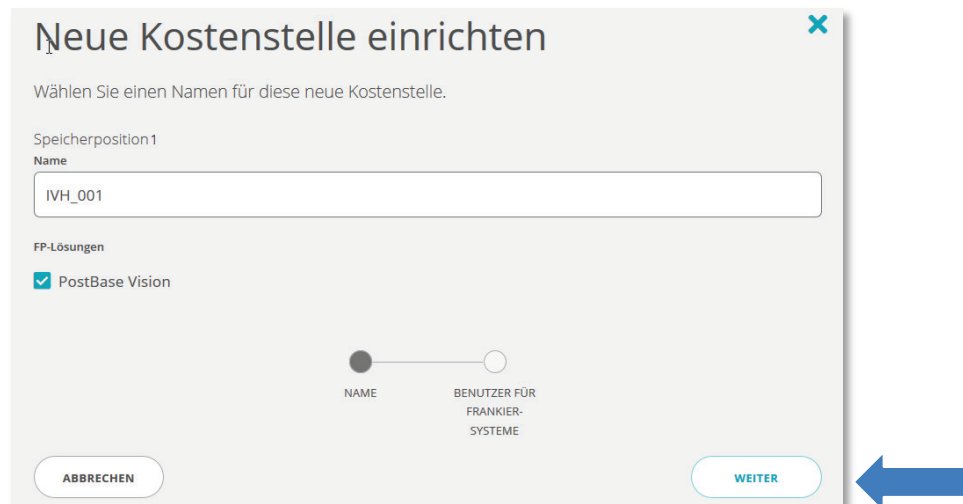 Neue Kostenstelle einrichten
Wählen Sie einen Namen für diese neue Kostenstelle.
Speicherposition1
Name
IVH_001
FP-Lösungen
PostBase Vision
NAME
BENUTZER FÜR
FRANKIER-
SYSTEME
ABBRECHEN
WEITER